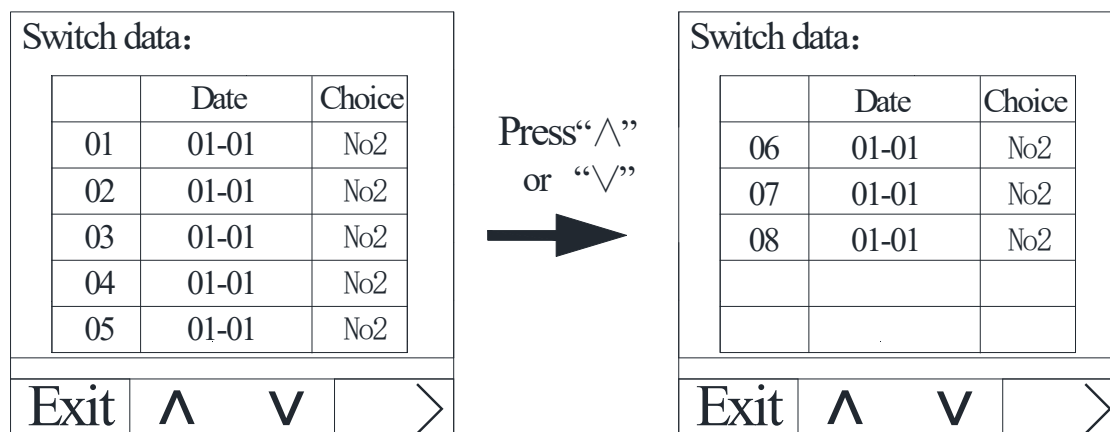 Switch data:
Date Choice
01 01-01 No2
02 01-01 No2
03 01-01 No2
04 01-01 No2
05 01-01 No2
Exit ∧ ∨ >
Press“∧”
or “∨”
Switch data:
Date Choice
06 01-01 No2
07 01-01 No2
08 01-01 No2
Exit ∧ ∨ >